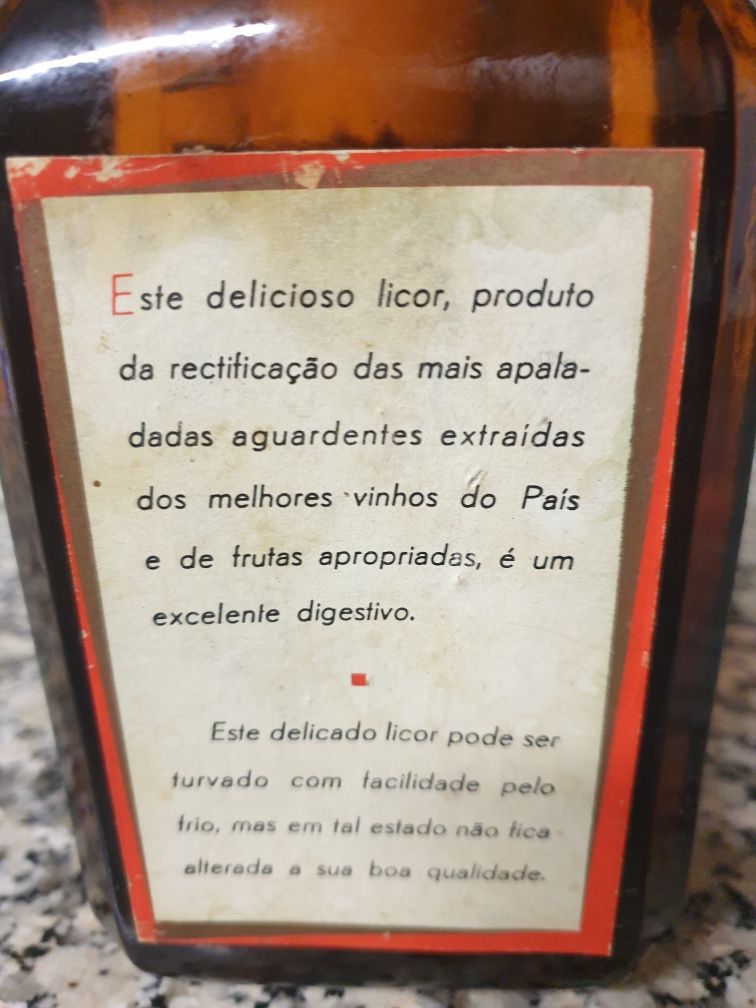 Este delicioso licor, produto
da rectificação das mais apala-
dadas aguardentes extraídas
dos melhores vinhos do País
e de frutas apropriadas, é um
excelente digestivo.
Este delicado licor pode ser
turvado com facilidade pelo
frio, mas em tal estado não fica
alterada a sua boa qualidade.